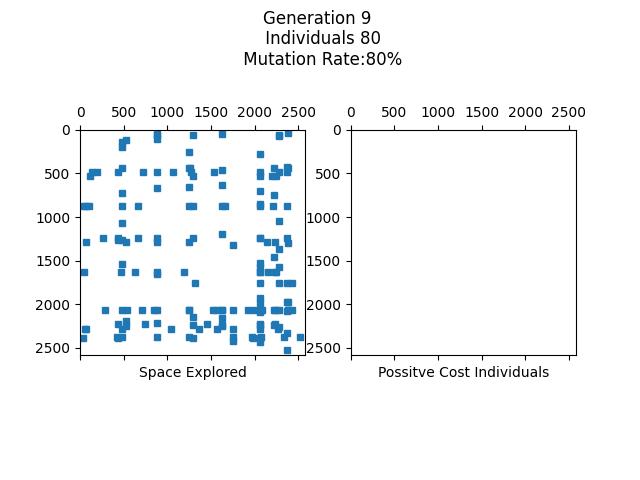 Generation 9
Individuals 80
Mutation Rate:80%
0 500 1000 1500 2000 2500
0 500 1000 1500 2000 2500
0
500
1000
1500
2000
2500
0
500
1000
1500
2000
2500
Space Explored
Possitve Cost Individuals